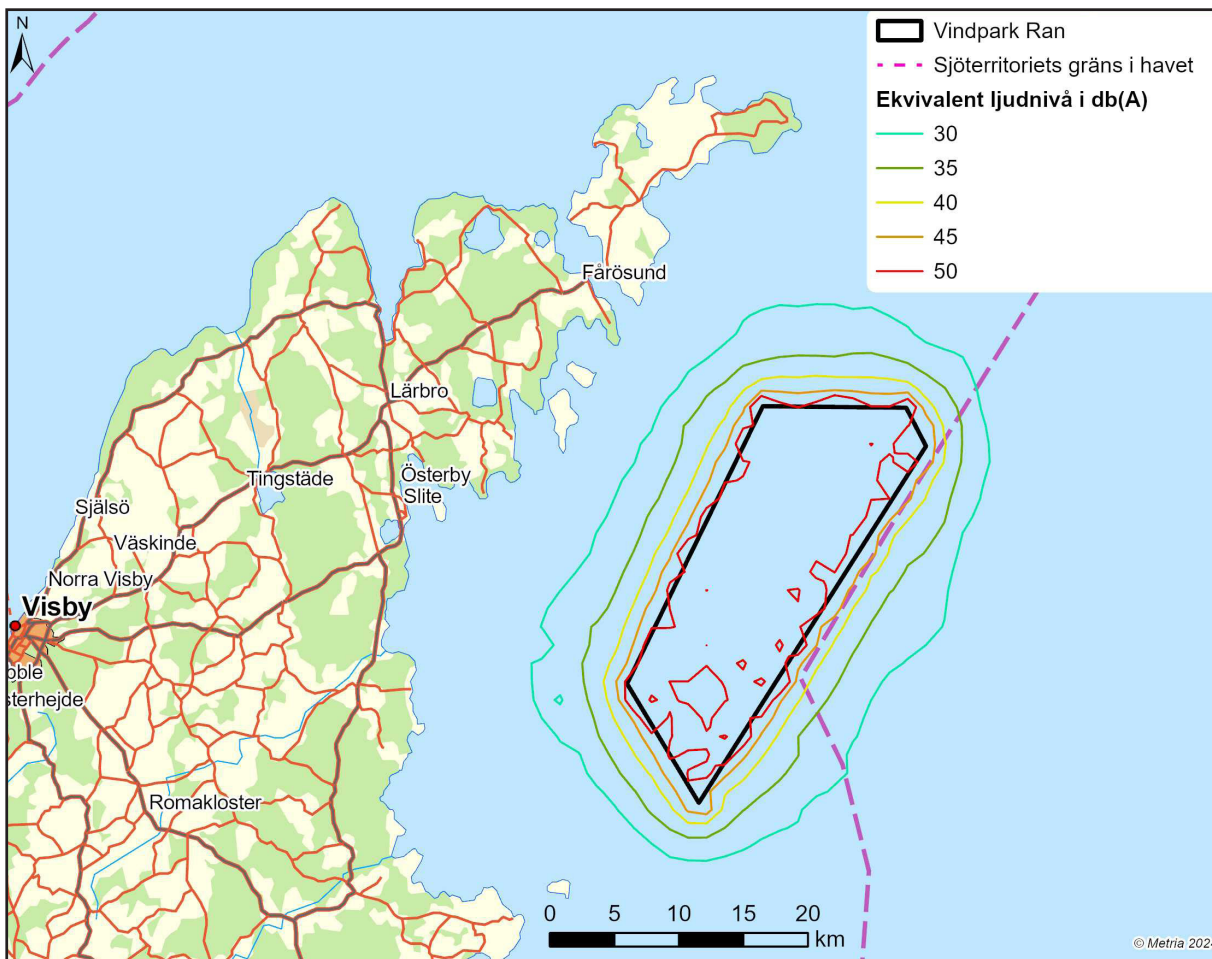 N
Vindpark Ran
Sjöterritoriets gräns i havet
Ekvivalent ljudnivå i db(A)
30
35
40
45
50
Fårösund
Lärbro
Tingstäde
Österby
Slite
Själsö
Väskinde
Norra Visby
Visby
bble
sterhejde
Romakloster
0 5 10 15 20
km
© Metria 2024